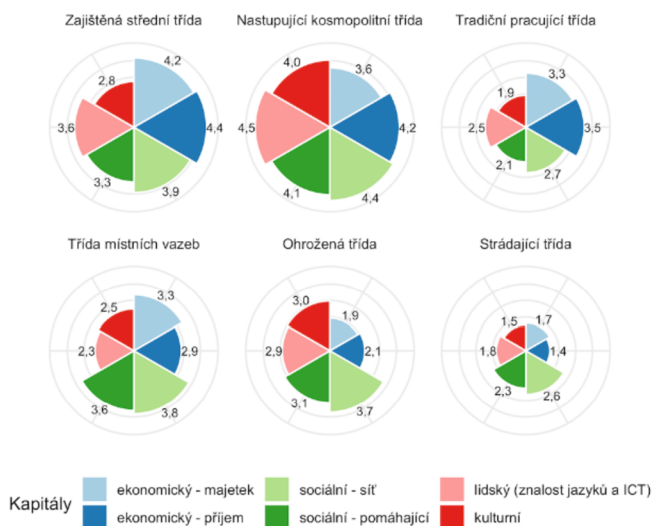 Zajištěná střední třída
Nastupující kosmopolitní třída
Tradiční pracující třída
4,2
2,8
4,4
3,6
3,3
3,9
4,0
3,6
4,5
4,2
4,1
4,4
3,3
1,9
2,5
3,5
2,1
2,7
Třída místních vazeb
Ohrožená třída
Strádající třída
3,3
2,5
2,3
2,9
3,6
3,8
3,0
1,9
2,9
2,1
3,1
3,7
1,5
1,7
1,8
1,4
2,3
2,6
Kapitály
ekonomický - majetek
ekonomický - příjem
sociální - síť
sociální - pomáhající
lidský (znalost jazyků a ICT)
kulturní